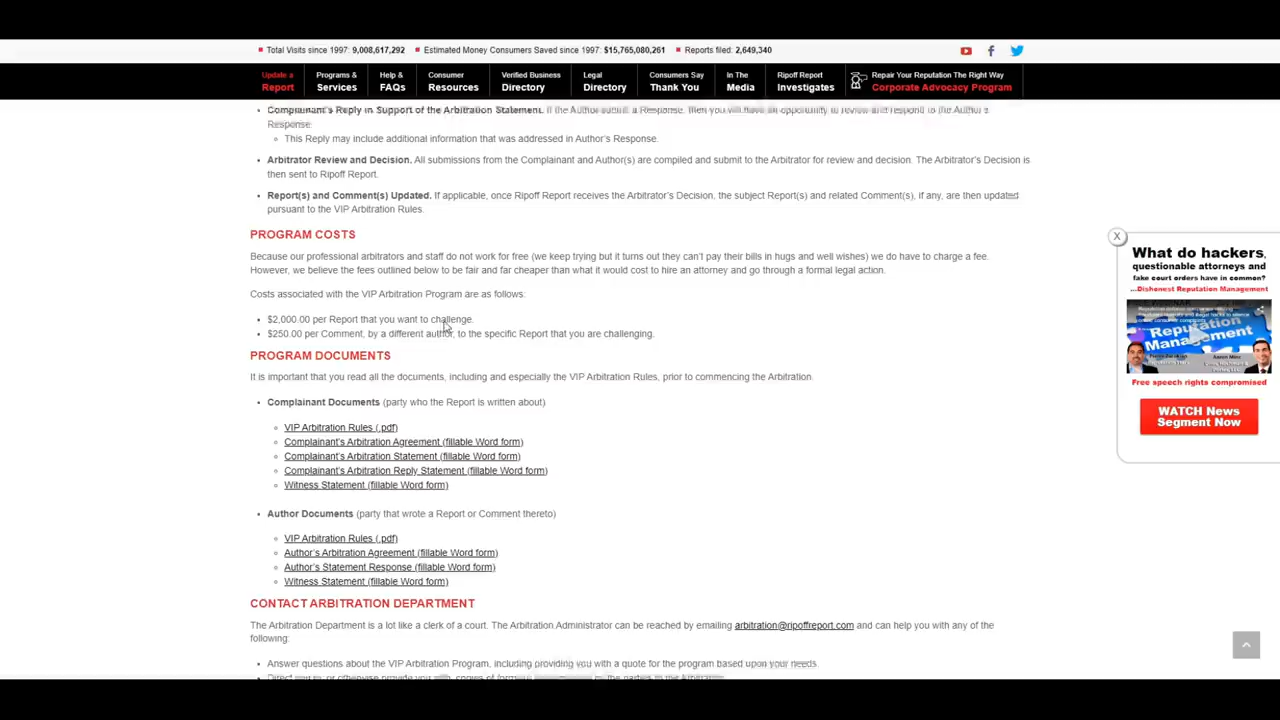 Total Visits since 1997: 9,008,617,292 Estimated Money Consumers Saved since 1997: $15,765,080,261 Reports filed: 2,649,340
Update a Report
Programs & Services
Help & FAQs
Consumer Resources
Verified Business Directory
Legal Directory
Consumers Say Thank You
In The Media
Ripoff Report Investigates
Repair Your Reputation The Right Way
Corporate Advocacy Program
Complainant's Reply in Support of the Arbitration Statement. If the Author submit a Response. Then you will have an opportunity to review and respond to the Author's
Response.
This Reply may include additional information that was addressed in Author's Response.
Arbitrator Review and Decision. All submissions from the Complainant and Author(s) are compiled and submit to the Arbitrator for review and decision. The Arbitrator's Decision is
then sent to Ripoff Report.
Report(s) and Comment(s) Updated. If applicable, once Ripoff Report receives the Arbitrator's Decision, the subject Report(s) and related Comment(s), if any, are then updated
pursuant to the VIP Arbitration Rules.
PROGRAM COSTS
Because our professional arbitrators and staff do not work for free (we keep trying but it turns out they can't pay their bills in hugs and well wishes) we do have to charge a fee.
However, we believe the fees outlined below to be fair and far cheaper than what it would cost to hire an attorney and go through a formal legal action.
Costs associated with the VIP Arbitration Program are as follows:
$2,000.00 per Report that you want to challenge.
$250.00 per Comment, by a different author, to the specific Report that you are challenging.
PROGRAM DOCUMENTS
It is important that you read all the documents, including and especially the VIP Arbitration Rules, prior to commencing the Arbitration.
Complainant Documents (party who the Report is written about)
VIP Arbitration Rules (.pdf)
Complainant's Arbitration Agreement (fillable Word form)
Complainant's Arbitration Statement (fillable Word form)
Complainant's Arbitration Reply Statement (fillable Word form)
Witness Statement (fillable Word form)
Author Documents (party that wrote a Report or Comment thereto)
VIP Arbitration Rules (.pdf)
Author's Arbitration Agreement (fillable Word form)
Author's Statement Response (fillable Word form)
Witness Statement (fillable Word form)
CONTACT ARBITRATION DEPARTMENT
The Arbitration Department is a lot like a clerk of a court. The Arbitration Administrator can be reached by emailing arbitration@ripoffreport.com and can help you with any of the
following:
Answer questions about the VIP Arbitration Program, including providing you with a quote for the program based upon your needs.
X
What do hackers,
questionable attorneys and
fake court orders have in common?
...Dishonest Reputation Management
Reputation
Management
Free speech rights compromised
WATCH News
Segment Now